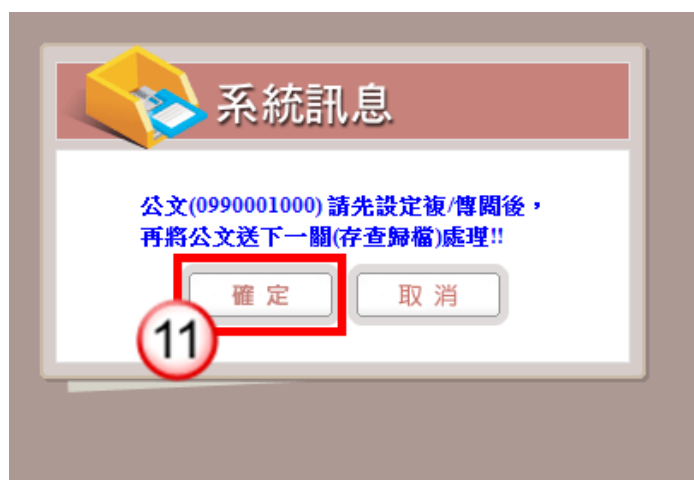 系統訊息
公文(0990001000) 請先設定複/傳閱後，
再將公文送下一關(存查歸檔)處理!!
確定 取消
11